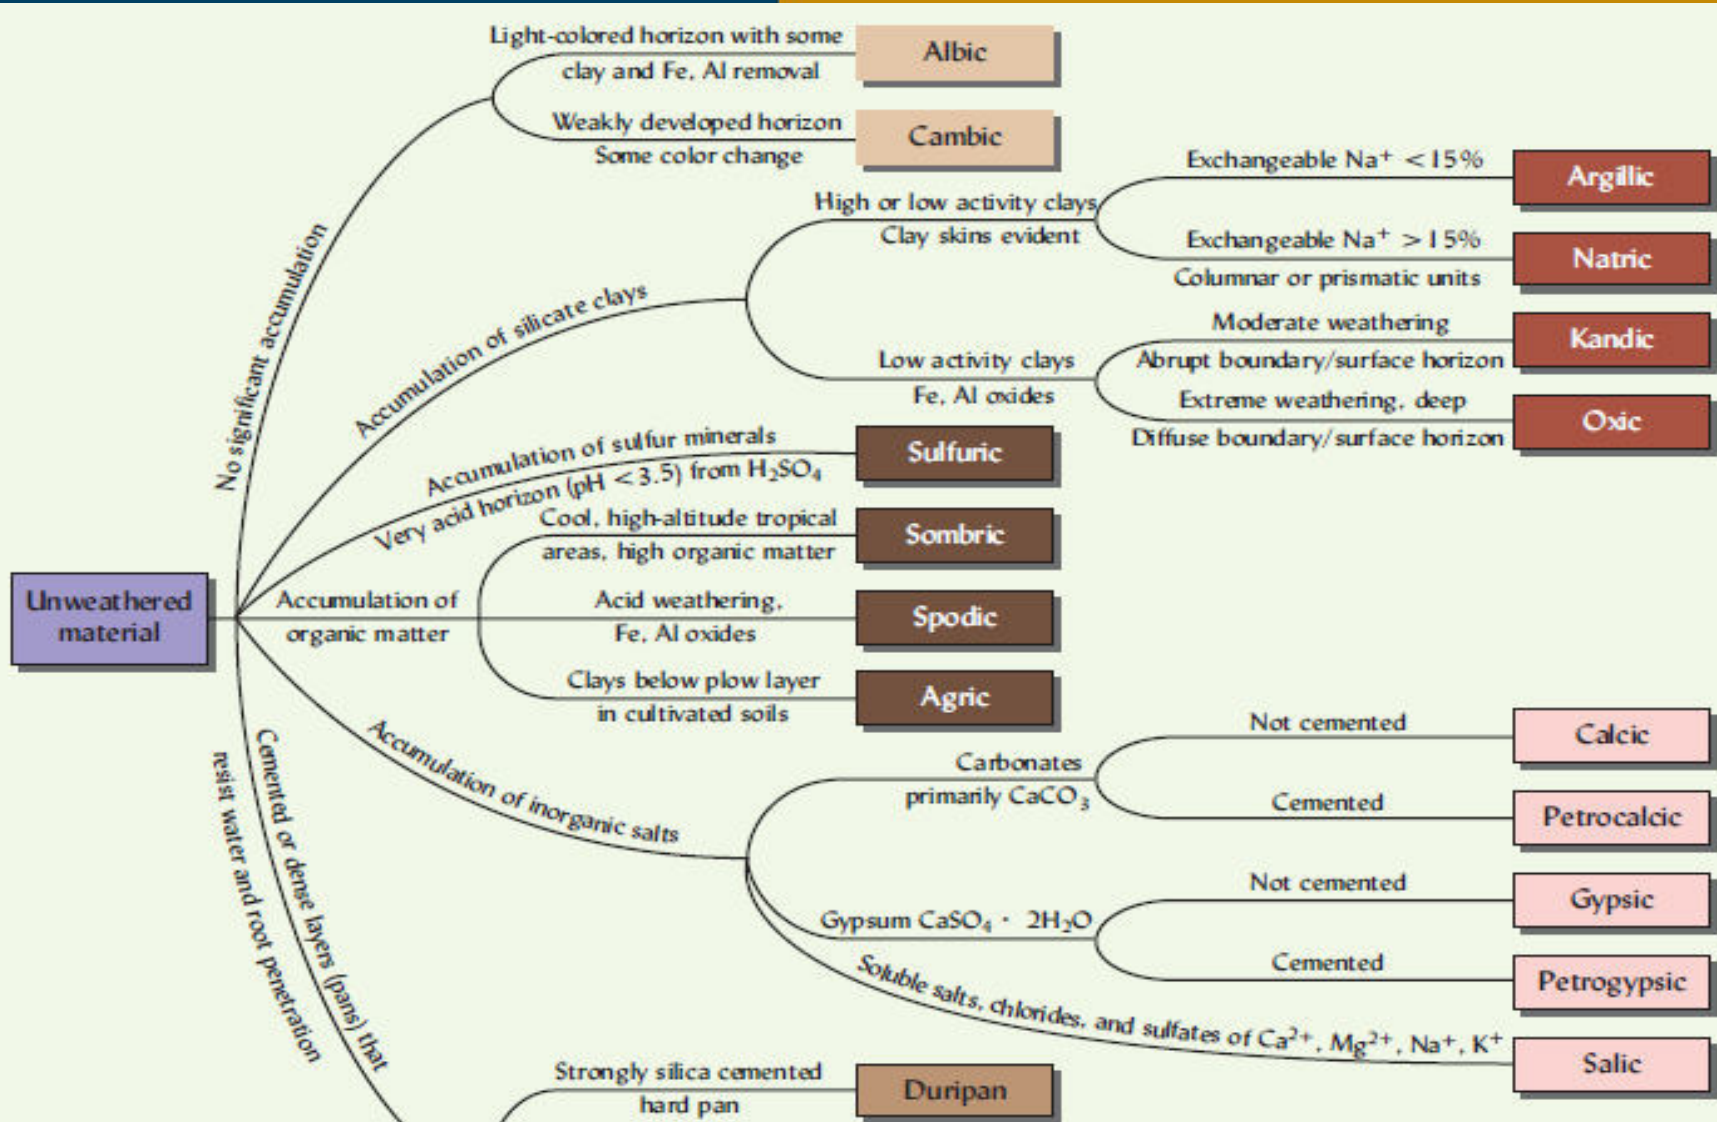 Light-colored horizon with some
clay and Fe, Al removal
Albic
Weakly developed horizon
Some color change
Cambic
No significant accumulation
Accumulation of silicate clays
High or low activity clays
Clay skins evident
Exchangeable Na⁺ <15%
Argillic
Exchangeable Na⁺ >15%
Columnar or prismatic units
Natric
Low activity clays
Fe, Al oxides
Moderate weathering
Abrupt boundary/surface horizon
Kandic
Extreme weathering, deep
Diffuse boundary/surface horizon
Oxic
Accumulation of sulfur minerals
Very acid horizon (pH <3.5) from H₂SO₄
Sulfuric
Unweathered
material
Accumulation of
organic matter
Cool, high-altitude tropical
areas, high organic matter
Sombric
Acid weathering,
Fe, Al oxides
Spodic
Clays below plow layer
in cultivated soils
Agric
Accumulation of inorganic salts
Carbonates
primarily CaCO₃
Not cemented
Calcic
Cemented
Petrocalcic
Gypsum CaSO₄ · 2H₂O
Not cemented
Gypsic
Cemented
Petrogypsic
Soluble salts, chlorides, and sulfates of Ca²⁺, Mg²⁺, Na⁺, K⁺
Salic
Cemented or dense layers (pans) that
resist water and root penetration
Strongly silica cemented
hard pan
Duripan